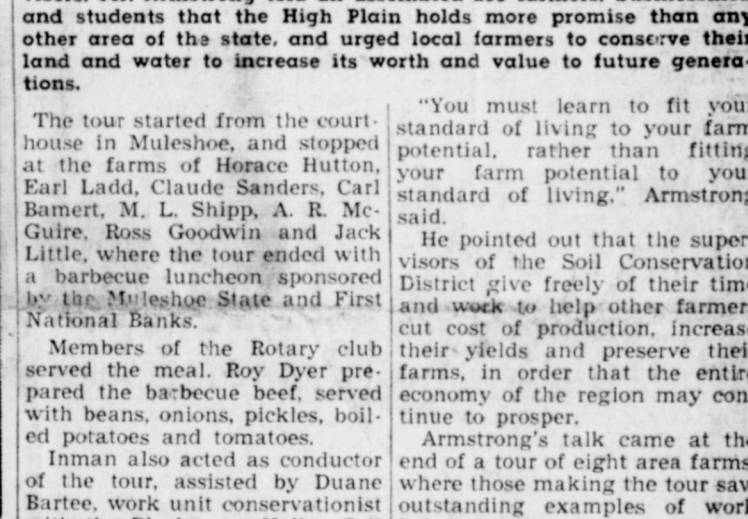 and students that the High Plain holds more promise than any
other area of the state, and urged local farmers to conserve their
land and water to increase its worth and value to future genera-
tions.
The tour started from the court-
house in Muleshoe, and stopped
at the farms of Horace Hutton,
Earl Ladd, Claude Sanders, Carl
Bamert, M. L. Shipp, A. R. Mc-
Guire, Ross Goodwin and Jack
Little, where the tour ended with
a barbecue luncheon sponsored
by the Muleshoe State and First
National Banks.
Members of the Rotary club
served the meal. Roy Dyer pre-
pared the barbecue beef, served
with beans, onions, pickles, boil-
ed potatoes and tomatoes.
Inman also acted as conductor
of the tour, assisted by Duane
Bartee, work unit conservationist
"You must learn to fit your
standard of living to your farm
potential, rather than fitting
your farm potential to you
standard of living," Armstrong
said.
He pointed out that the super
visors of the Soil Conservation
District give freely of their tim
and work to help other farmer
cut cost of production, increas
their yields and preserve thei
farms, in order that the entir
economy of the region may con
tinue to prosper.
Armstrong's talk came at th
end of a tour of eight area farms
where those making the tour saw
outstanding examples of work